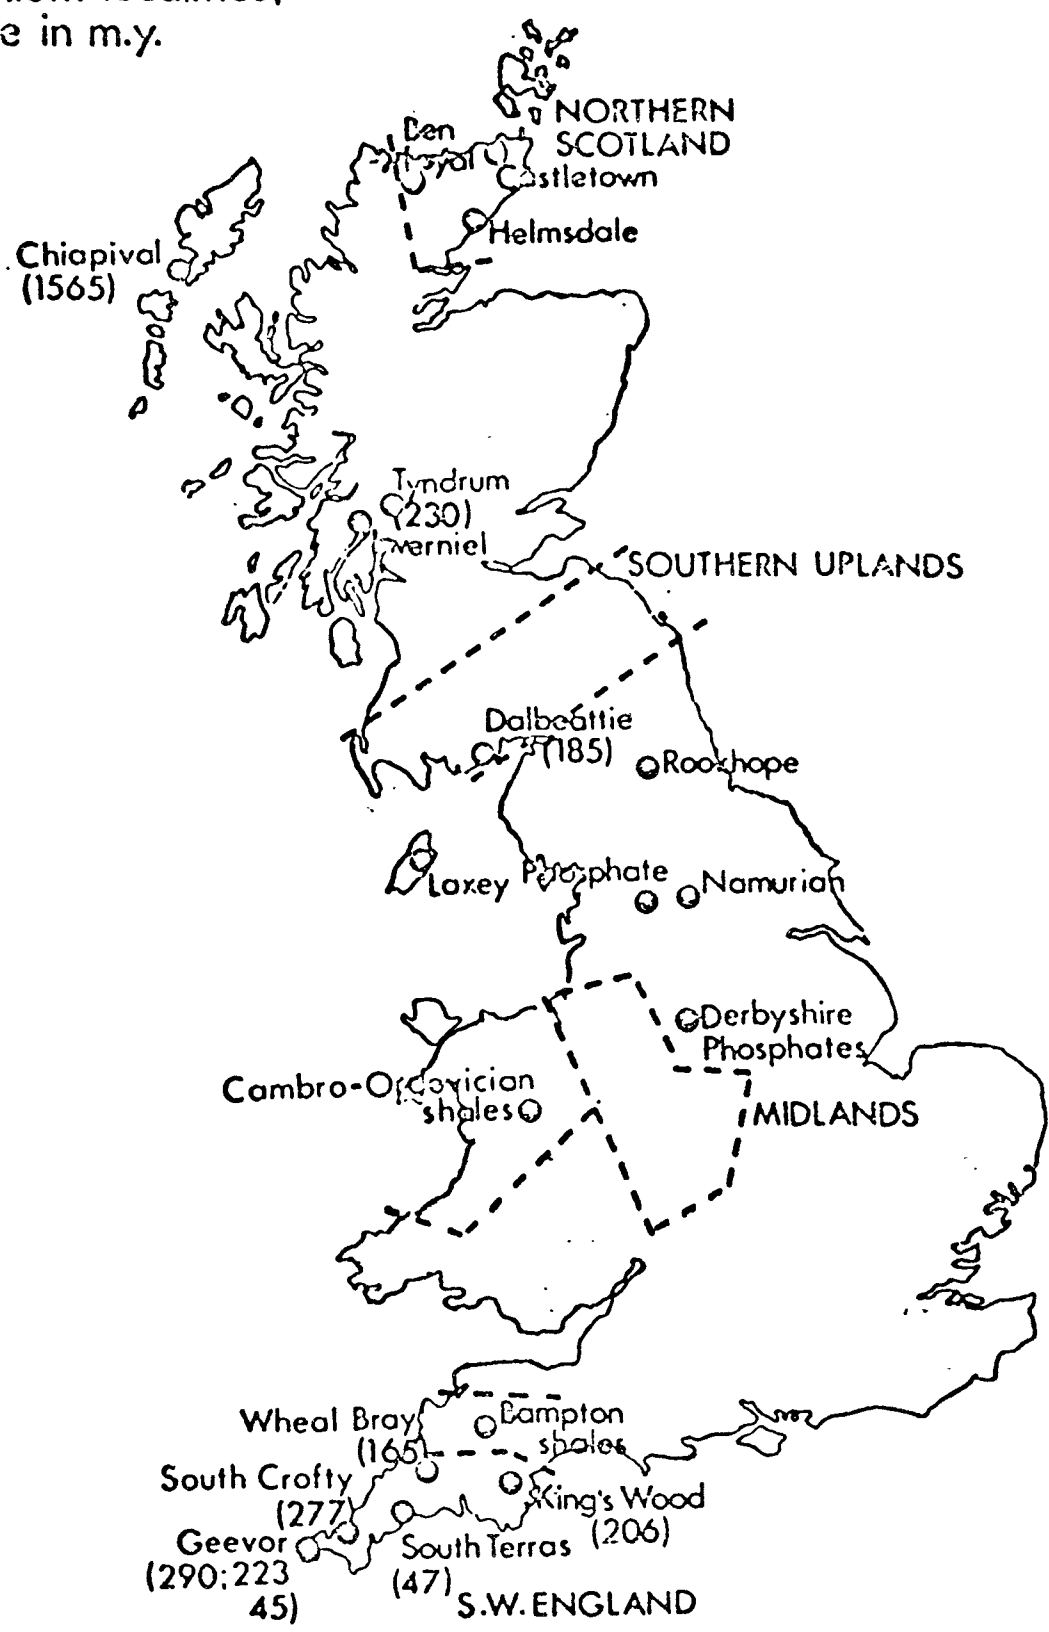 e in m.y.
NORTHERN
SCOTLAND
Ben
Castletown
Helmsdale
Chiapival
(1565)
Tyndrum
(230)
SOUTHERN UPLANDS
Dalbeattie
(185)
Rookhope
Laxey
Phosphate
Namurian
Derbyshire
Phosphates
Cambro-Ordovician
shales
MIDLANDS
Wheal Bray
(165)
Bampton
shales
South Crofty
(277)
King's Wood
(206)
Geevor
(290;223
45)
South Terras
(47)
S.W. ENGLAND